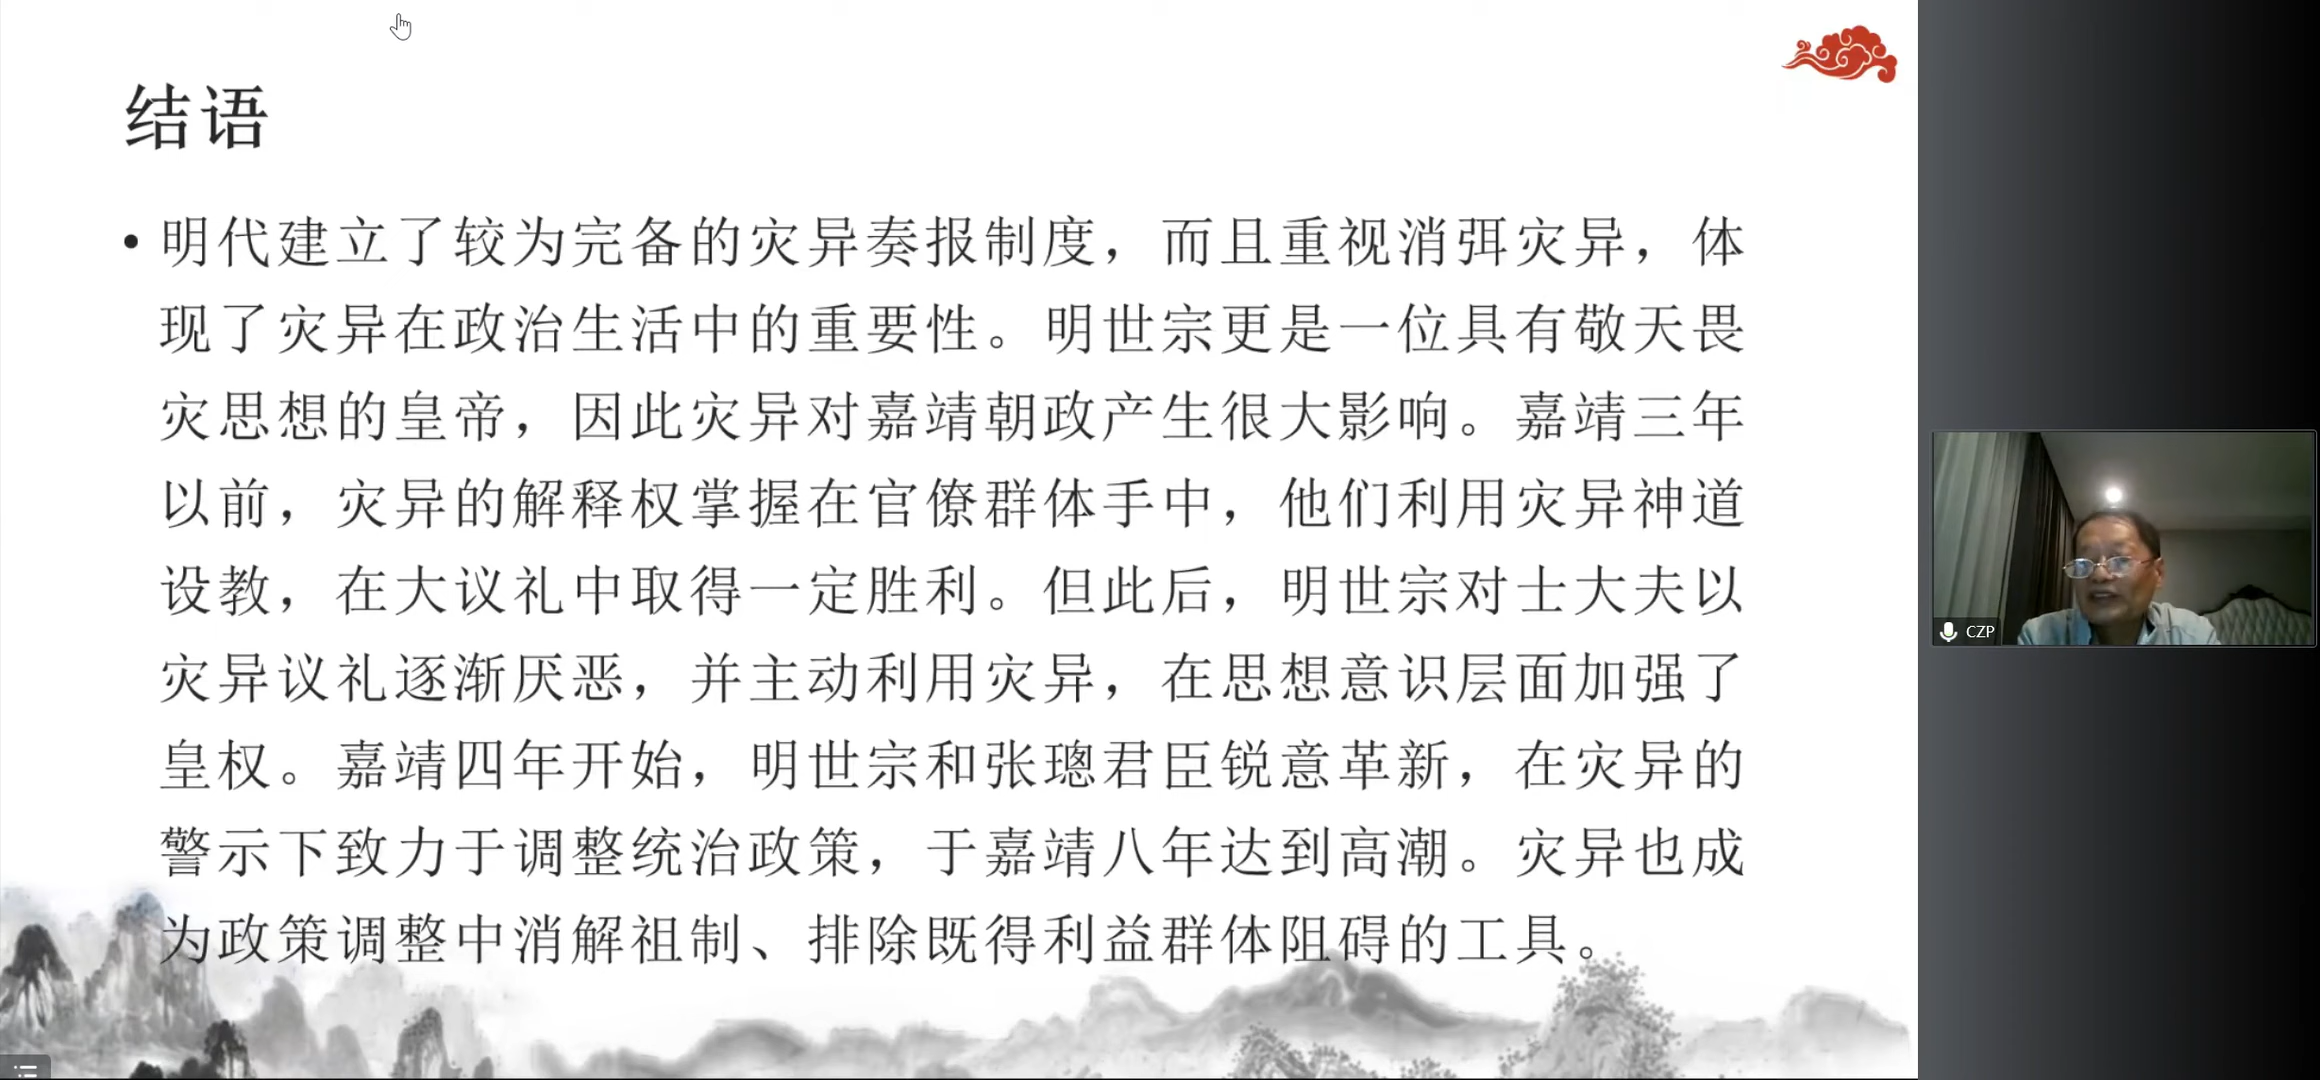 结语
• 明代建立了较为完备的灾异奏报制度，而且重视消弭灾异，体
现了灾异在政治生活中的重要性。明世宗更是一位具有敬天畏
灾思想的皇帝，因此灾异对嘉靖朝政产生很大影响。嘉靖三年
以前，灾异的解释权掌握在官僚群体手中，他们利用灾异神道
设教，在大议礼中取得一定胜利。但此后，明世宗对士大夫以
灾异议礼逐渐厌恶，并主动利用灾异，在思想意识层面加强了
皇权。嘉靖四年开始，明世宗和张璁君臣锐意革新，在灾异的
警示下致力于调整统治政策，于嘉靖八年达到高潮。灾异也成
为政策调整中消解祖制、排除既得利益群体阻碍的工具。
CZP